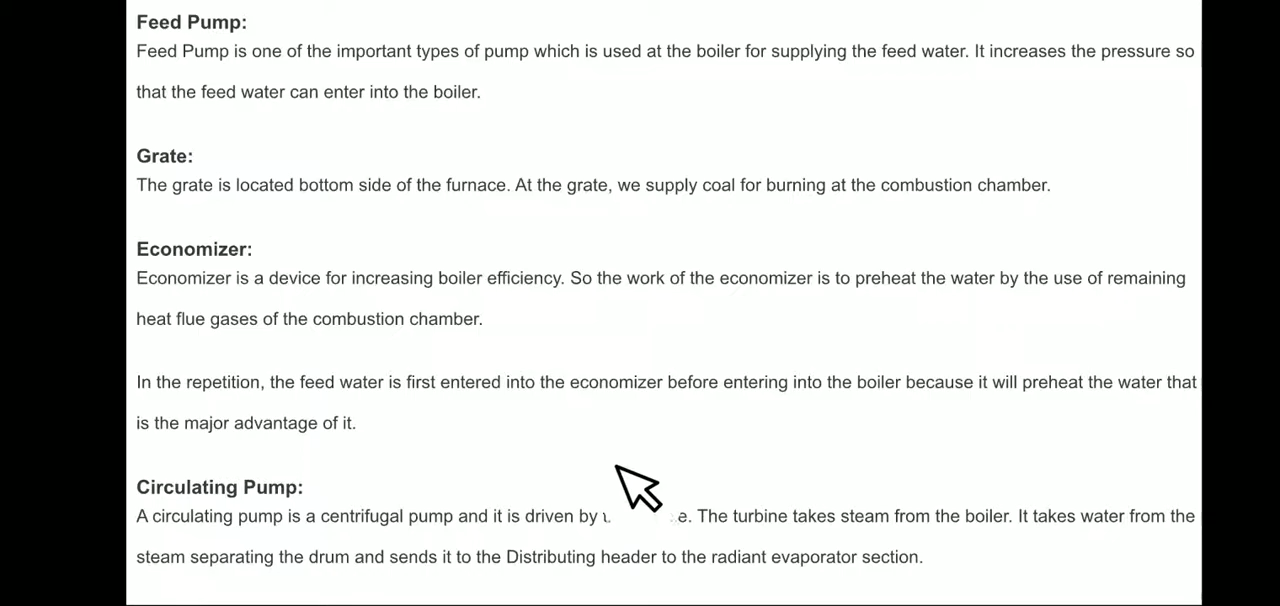 Feed Pump:
Feed Pump is one of the important types of pump which is used at the boiler for supplying the feed water. It increases the pressure so
that the feed water can enter into the boiler.
Grate:
The grate is located bottom side of the furnace. At the grate, we supply coal for burning at the combustion chamber.
Economizer:
Economizer is a device for increasing boiler efficiency. So the work of the economizer is to preheat the water by the use of remaining
heat flue gases of the combustion chamber.
In the repetition, the feed water is first entered into the economizer before entering into the boiler because it will preheat the water that
is the major advantage of it.
Circulating Pump:
A circulating pump is a centrifugal pump and it is driven by The turbine takes steam from the boiler. It takes water from the
steam separating the drum and sends it to the Distributing header to the radiant evaporator section.